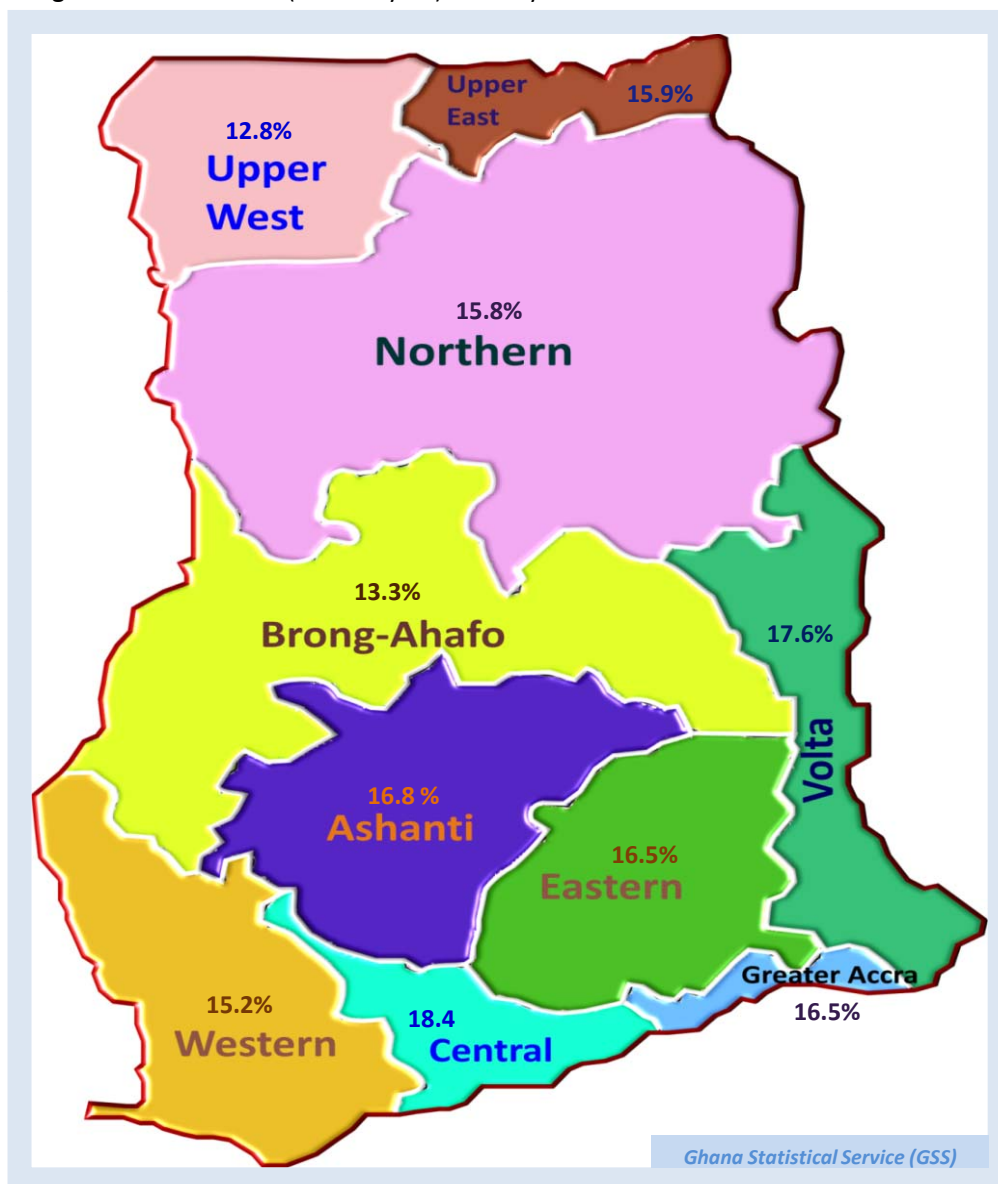 Upper
East
15.9%
12.8%
Upper
West
15.8%
Northern
13.3%
Brong-Ahafo
17.6%
Volta
16.8 %
Ashanti
16.5%
Eastern
Greater Accra
16.5%
15.2%
Western
18.4
Central
Ghana Statistical Service (GSS)